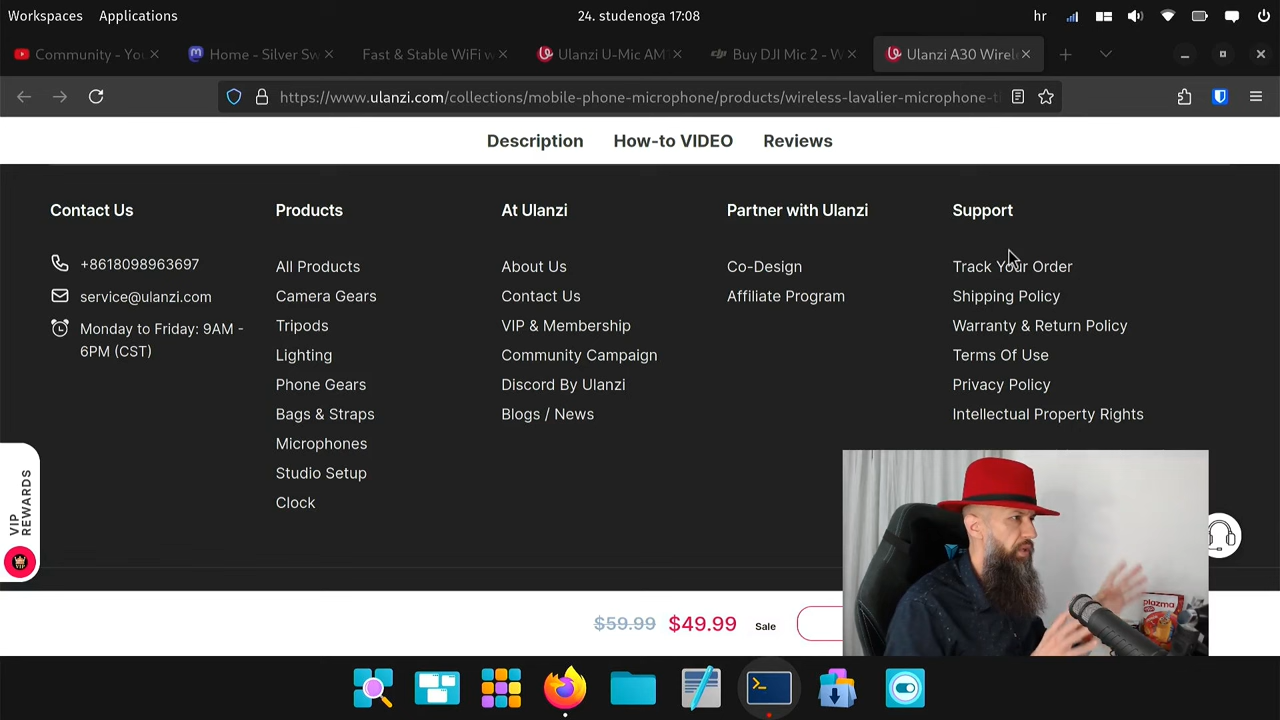 Workspaces Applications 24. studenoga 17:08 hr
Community - You Home - Silver Sw Fast & Stable WiFi w Ulanzi U-Mic AM1 Buy DJI Mic 2 - W Ulanzi A30 Wirel
https://www.ulanzi.com/collections/mobile-phone-microphone/products/wireless-lavalier-microphone-t
Description How-to VIDEO Reviews
Contact Us
+8618098963697
service@ulanzi.com
Monday to Friday: 9AM -
6PM (CST)
Products
All Products
Camera Gears
Tripods
Lighting
Phone Gears
Bags & Straps
Microphones
Studio Setup
Clock
At Ulanzi
About Us
Contact Us
VIP & Membership
Community Campaign
Discord By Ulanzi
Blogs / News
Partner with Ulanzi
Co-Design
Affiliate Program
Support
Track Your Order
Shipping Policy
Warranty & Return Policy
Terms Of Use
Privacy Policy
Intellectual Property Rights
VIP
REWARDS
VIP
plazma
$59.99 $49.99 Sale